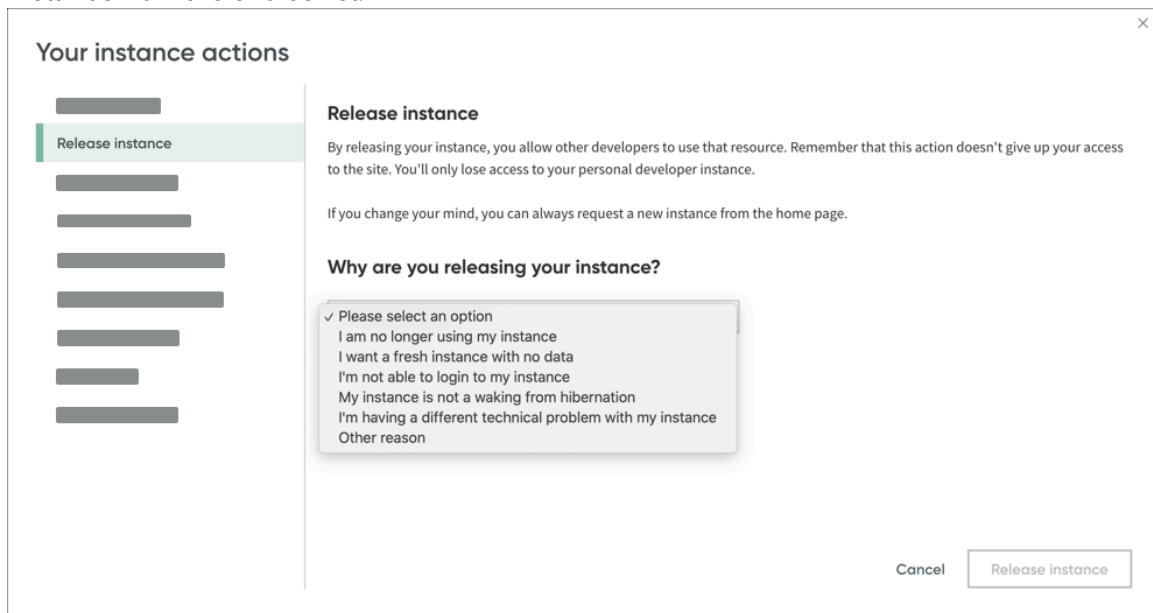 Your instance actions
Release instance
Release instance
By releasing your instance, you allow other developers to use that resource. Remember that this action doesn't give up your access
to the site. You'll only lose access to your personal developer instance.
If you change your mind, you can always request a new instance from the home page.
Why are you releasing your instance?
✓ Please select an option
I am no longer using my instance
I want a fresh instance with no data
I'm not able to login to my instance
My instance is not a waking from hibernation
I'm having a different technical problem with my instance
Other reason
Cancel
Release instance